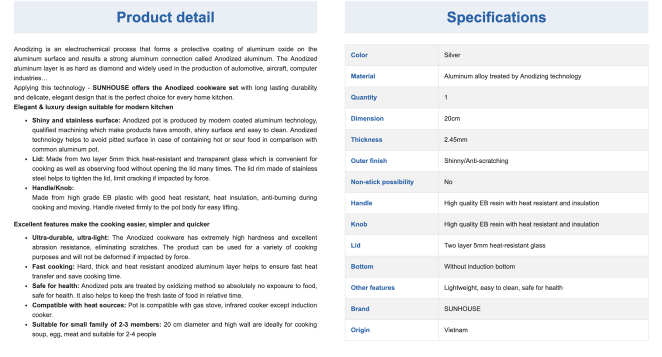 Product detail
Anodizing is an electrochemical process that forms a protective coating of aluminum oxide on the
aluminum surface and results a strong aluminum connection called Anodized aluminum. The Anodized
aluminum layer is as hard as diamond and widely used in the production of automotive, aircraft, computer
industries…
Applying this technology - SUNHOUSE offers the Anodized cookware set with long lasting durability
and delicate, elegant design that is the perfect choice for every home kitchen.
Elegant & luxury design suitable for modern kitchen
• Shiny and stainless surface: Anodized pot is produced by modern coated aluminum technology,
qualified machining which make products have smooth, shiny surface and easy to clean. Anodized
technology helps to avoid pitted surface in case of containing hot or sour food in comparison with
common aluminum pot.
• Lid: Made from two layer 5mm thick heat-resistant and transparent glass which is convenient for
cooking as well as observing food without opening the lid many times. The lid rim made of stainless
steel helps to tighten the lid, limit cracking if impacted by force.
• Handle/Knob:
Made from high grade EB plastic with good heat resistant, heat insulation, anti-burning during
cooking and moving. Handle riveted firmly to the pot body for easy lifting.
Excellent features make the cooking easier, simpler and quicker
• Ultra-durable, ultra-light: The Anodized cookware has extremely high hardness and excellent
abrasion resistance, eliminating scratches. The product can be used for a variety of cooking
purposes and will not be deformed if impacted by force.
• Fast cooking: Hard, thick and heat resistant anodized aluminum layer helps to ensure fast heat
transfer and save cooking time.
• Safe for health: Anodized pots are treated by oxidizing method so absolutely no exposure to food,
safe for health. It also helps to keep the fresh taste of food in relative time.
• Compatible with heat sources: Pot is compatible with gas stove, infrared cooker except induction
cooker.
• Suitable for small family of 2-3 members: 20 cm diameter and high wall are ideally for cooking
soup, egg, meat and suitable for 2-4 people
Specifications
Color Silver
Material Aluminum alloy treated by Anodizing technology
Quantity 1
Dimension 20cm
Thickness 2.45mm
Outer finish Shinny/Anti-scratching
Non-stick possibility No
Handle High quality EB resin with heat resistant and insulation
Knob High quality EB resin with heat resistant and insulation
Lid Two layer 5mm heat-resistant glass
Bottom Without induction bottom
Other features Lightweight, easy to clean, safe for health
Brand SUNHOUSE
Origin Vietnam